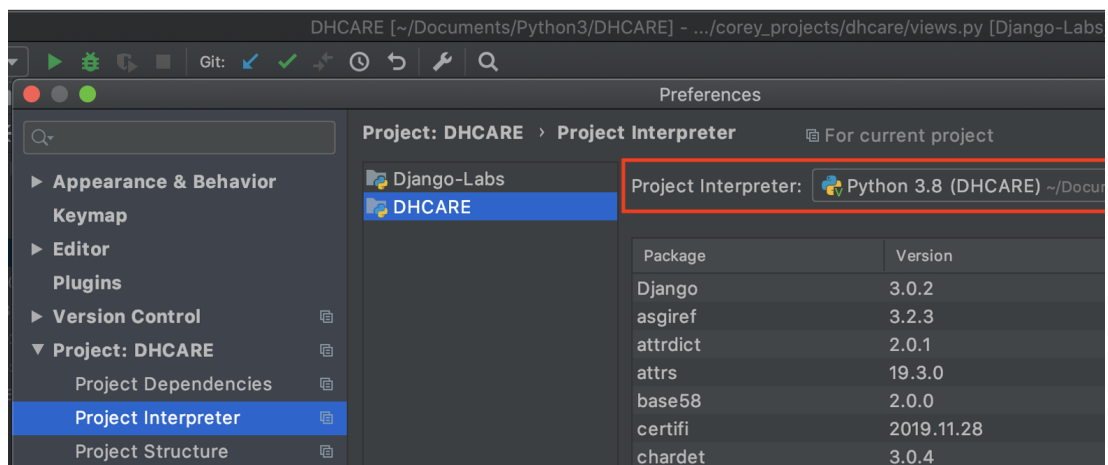 DHCARE [~/Documents/Python3/DHCARE] - .../corey_projects/dhcare/views.py [Django-Labs
Git:
Preferences
Project: DHCARE › Project Interpreter For current project
Appearance & Behavior
Keymap
Editor
Plugins
Version Control
Project: DHCARE
Project Dependencies
Project Interpreter
Project Structure
Django-Labs
DHCARE
Project Interpreter: Python 3.8 (DHCARE) ~/Docu
Package Version
Django 3.0.2
asgiref 3.2.3
attrdict 2.0.1
attrs 19.3.0
base58 2.0.0
certifi 2019.11.28
chardet 3.0.4